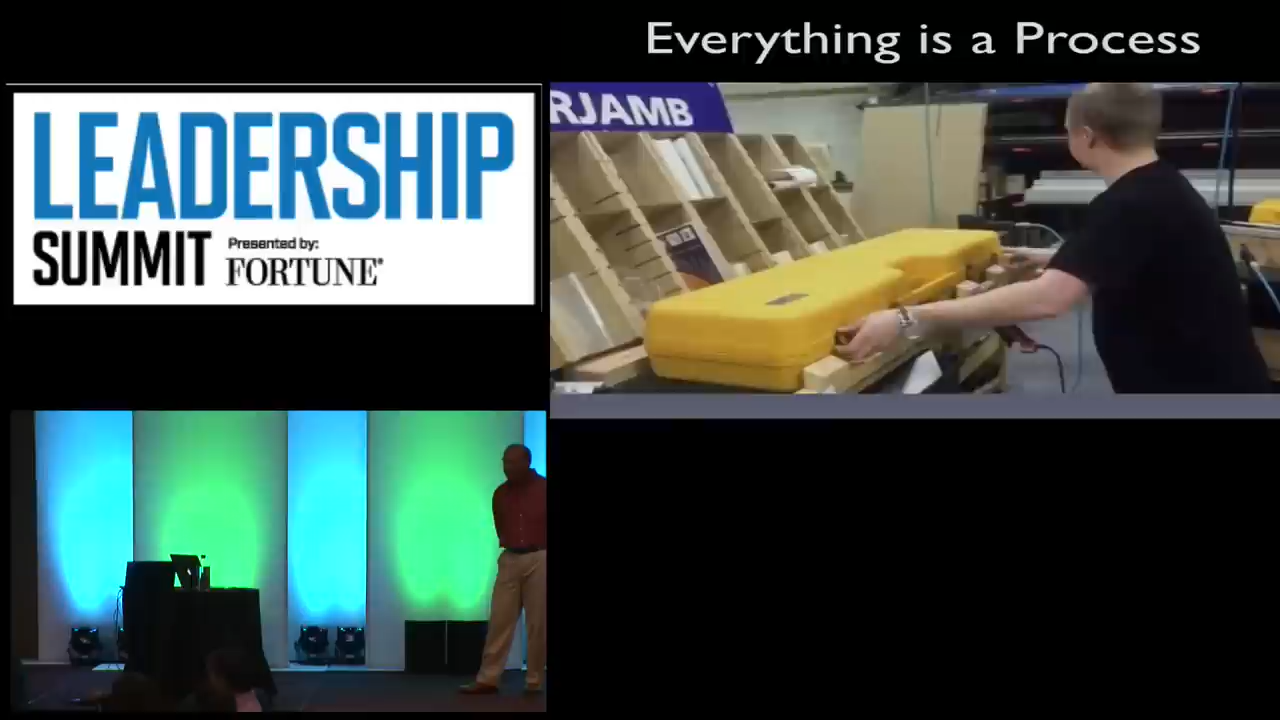 Everything is a Process
LEADERSHIP
SUMMIT
Presented by:
FORTUNE®
RJAMB